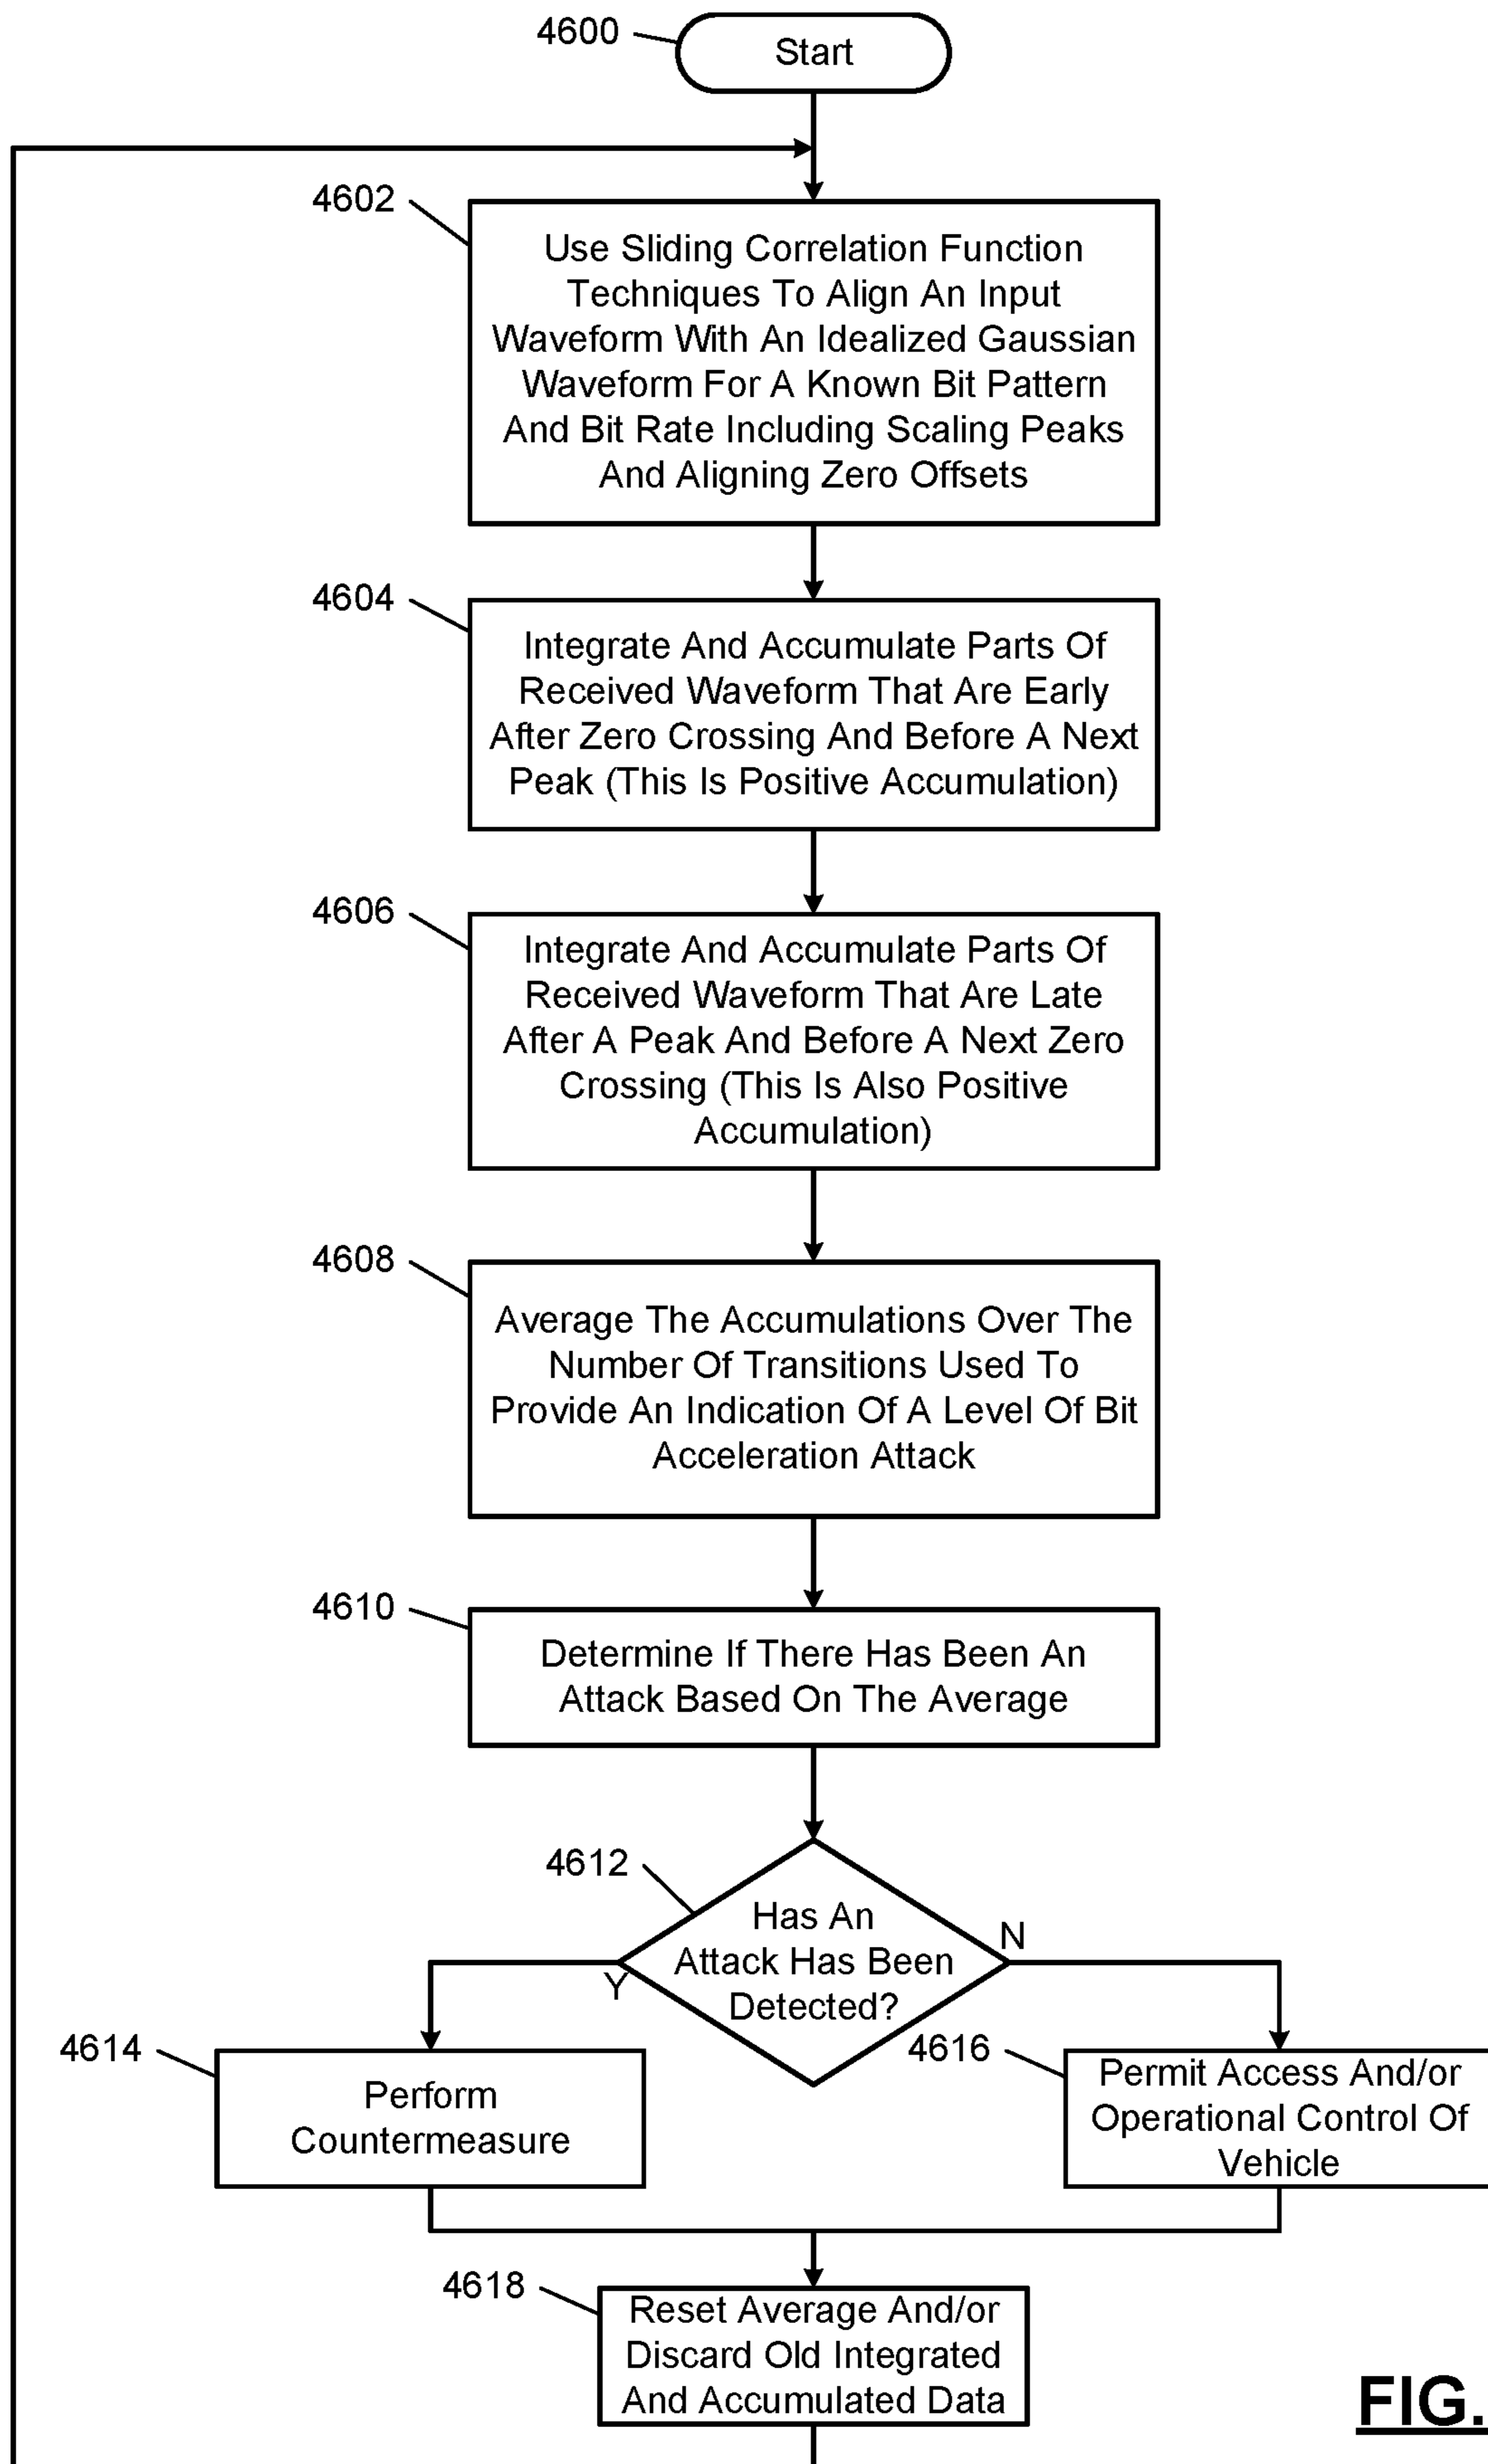 4600
Start
4602
Use Sliding Correlation Function
Techniques To Align An Input
Waveform With An Idealized Gaussian
Waveform For A Known Bit Pattern
And Bit Rate Including Scaling Peaks
And Aligning Zero Offsets
4604
Integrate And Accumulate Parts Of
Received Waveform That Are Early
After Zero Crossing And Before A Next
Peak (This Is Positive Accumulation)
4606
Integrate And Accumulate Parts Of
Received Waveform That Are Late
After A Peak And Before A Next Zero
Crossing (This Is Also Positive
Accumulation)
4608
Average The Accumulations Over The
Number Of Transitions Used To
Provide An Indication Of A Level Of Bit
Acceleration Attack
4610
Determine If There Has Been An
Attack Based On The Average
4612
Has An
Attack Has Been
Detected?
Y
N
4614
Perform
Countermeasure
4616
Permit Access And/or
Operational Control Of
Vehicle
4618
Reset Average And/or
Discard Old Integrated
And Accumulated Data
FIG.